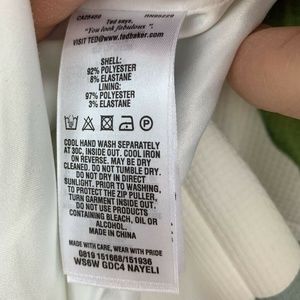 CA25488 RN95229
Ted says,
"You look fabulous"
VISIT TED@www.tedbaker.com
SHELL:
92% POLYESTER
8% ELASTANE
LINING:
97% POLYESTER
3% ELASTANE
COOL HAND WASH SEPARATELY
AT 30C, INSIDE OUT. COOL IRON
ON REVERSE. MAY BE DRY
CLEANED. DO NOT TUMBLE DRY.
DO NOT DRY IN DIRECT
SUNLIGHT. PRIOR TO WASHING,
TO PROTECT THE ZIP PULLER,
TURN GARMENT INSIDE OUT.
DO NOT USE PRODUCTS
CONTAINING BLEACH, OIL OR
ALCOHOL.
MADE IN CHINA
MADE WITH CARE, WEAR WITH PRIDE
0819 151668/151936
WS6W GDC4 NAYELI